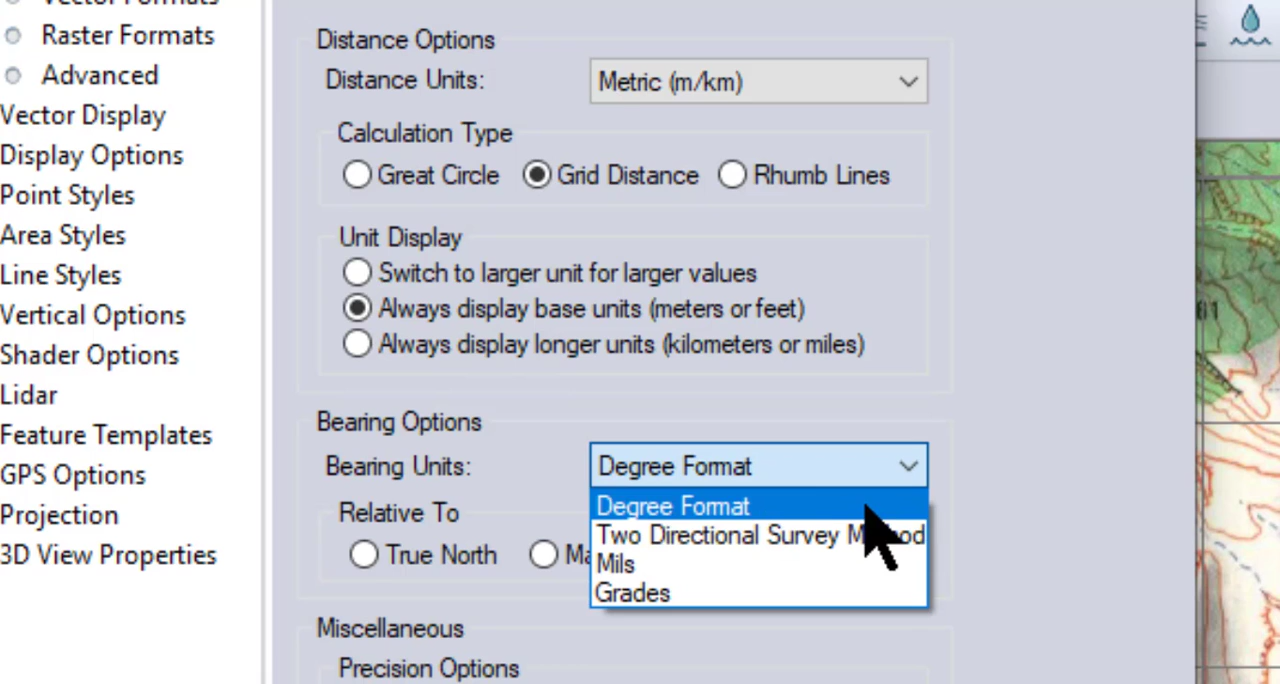 Vector Formats
Raster Formats
Advanced
Vector Display
Display Options
Point Styles
Area Styles
Line Styles
Vertical Options
Shader Options
Lidar
Feature Templates
GPS Options
Projection
3D View Properties
Distance Options
Distance Units: Metric (m/km)
Calculation Type
Great Circle Grid Distance Rhumb Lines
Unit Display
Switch to larger unit for larger values
Always display base units (meters or feet)
Always display longer units (kilometers or miles)
Bearing Options
Bearing Units: Degree Format
Degree Format
Two Directional Survey
Mils
Grades
Relative To
True North
Miscellaneous
Precision Options